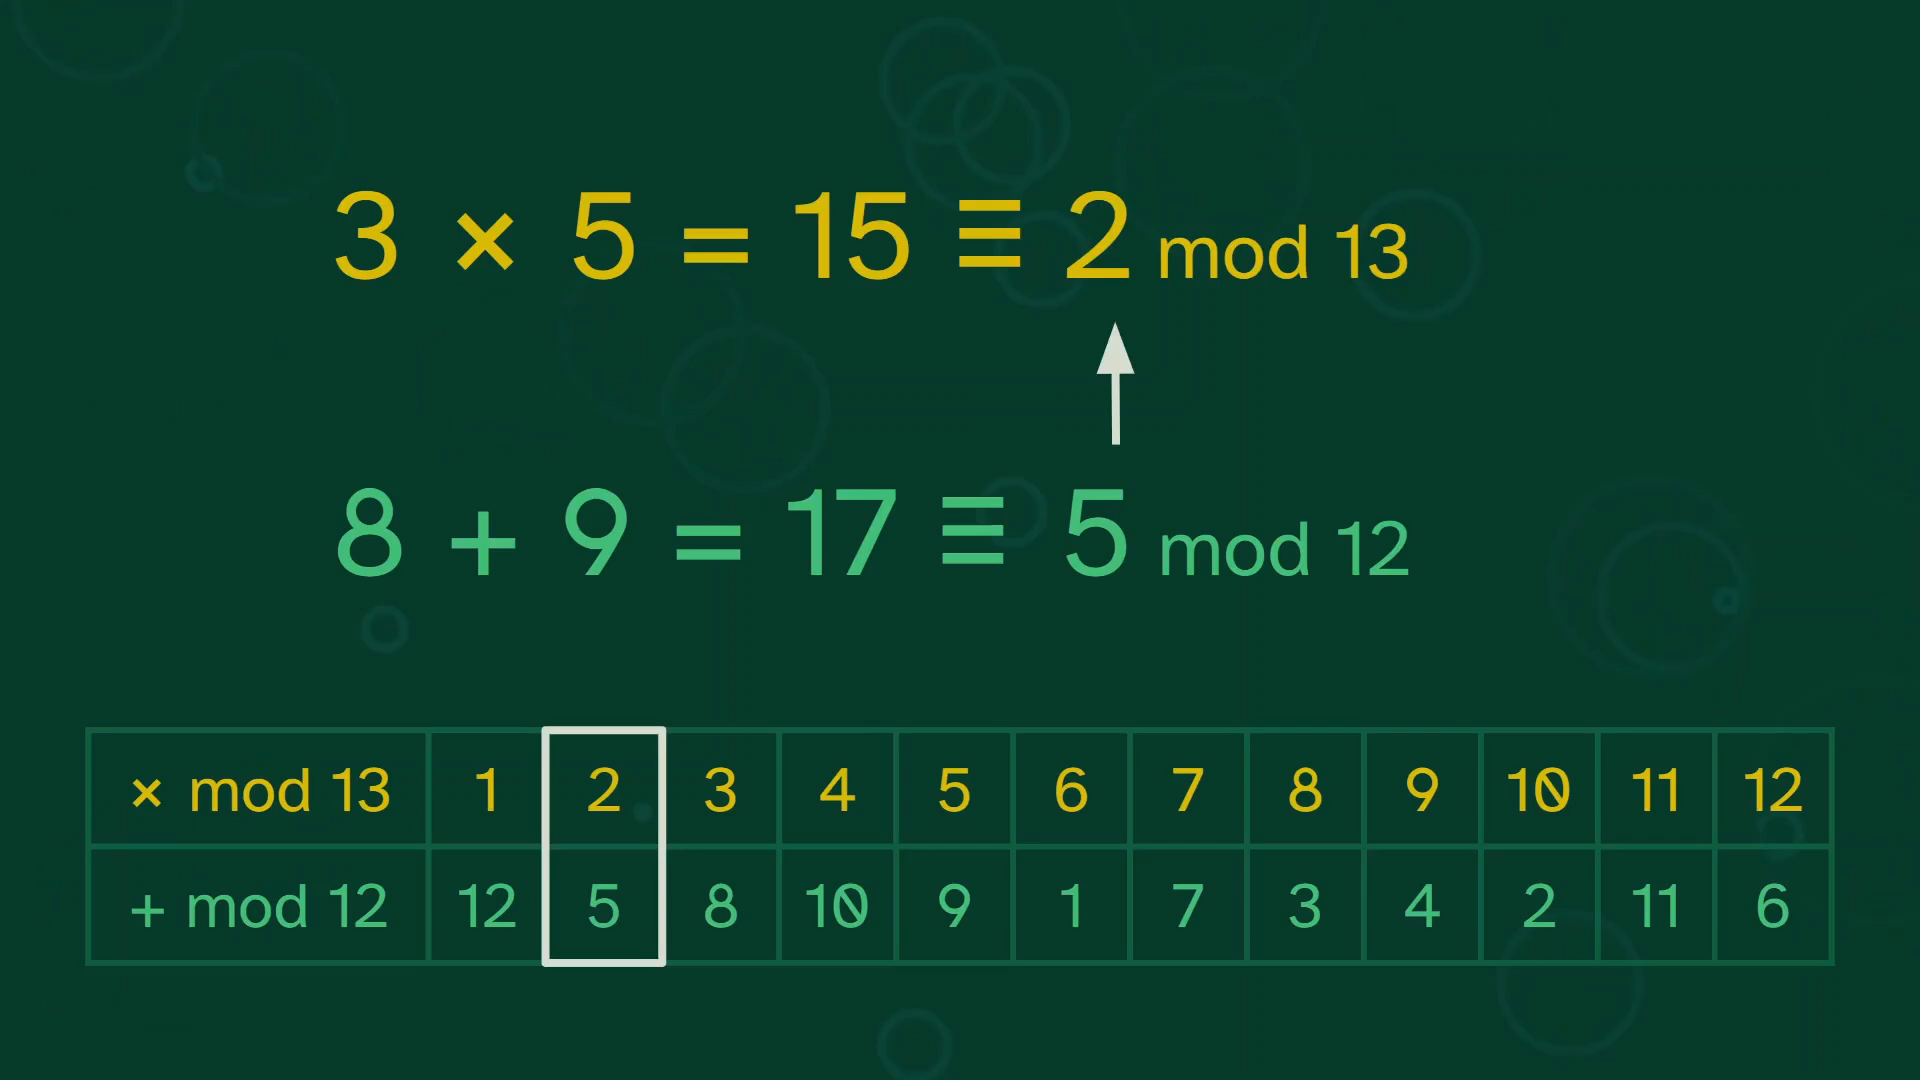 3 × 5 = 15 ≡ 2 mod 13
8 + 9 = 17 ≡ 5 mod 12
× mod 13 1 2 3 4 5 6 7 8 9 10 11 12
+ mod 12 12 5 8 10 9 1 7 3 4 2 11 6